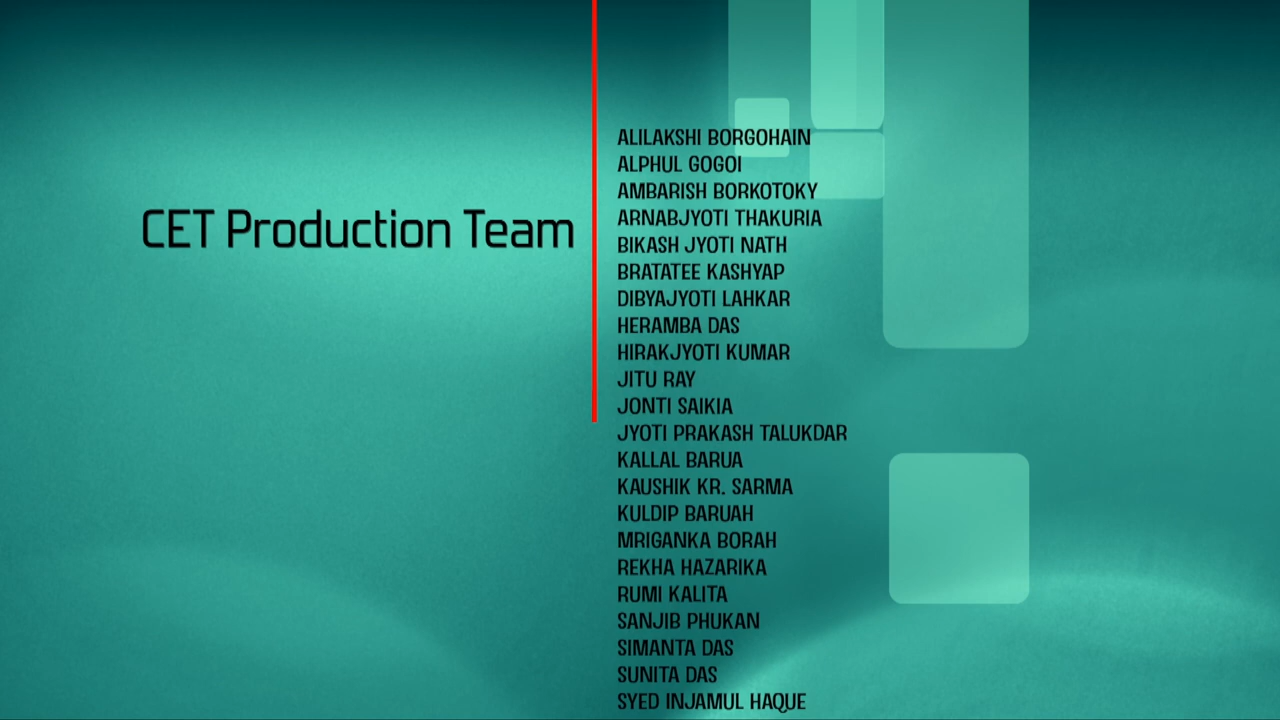 CET Production Team
ALILAKSHI BORGOHAIN
ALPHUL GOGOI
AMBARISH BORKOTOKY
ARNABJYOTI THAKURIA
BIKASH JYOTI NATH
BRATATEE KASHYAP
DIBYAJYOTI LAHKAR
HERAMBA DAS
HIRAKJYOTI KUMAR
JITU RAY
JONTI SAIKIA
JYOTI PRAKASH TALUKDAR
KALLAL BARUA
KAUSHIK KR. SARMA
KULDIP BARUAH
MRIGANKA BORAH
REKHA HAZARIKA
RUMI KALITA
SANJIB PHUKAN
SIMANTA DAS
SUNITA DAS
SYED INJAMUL HAQUE